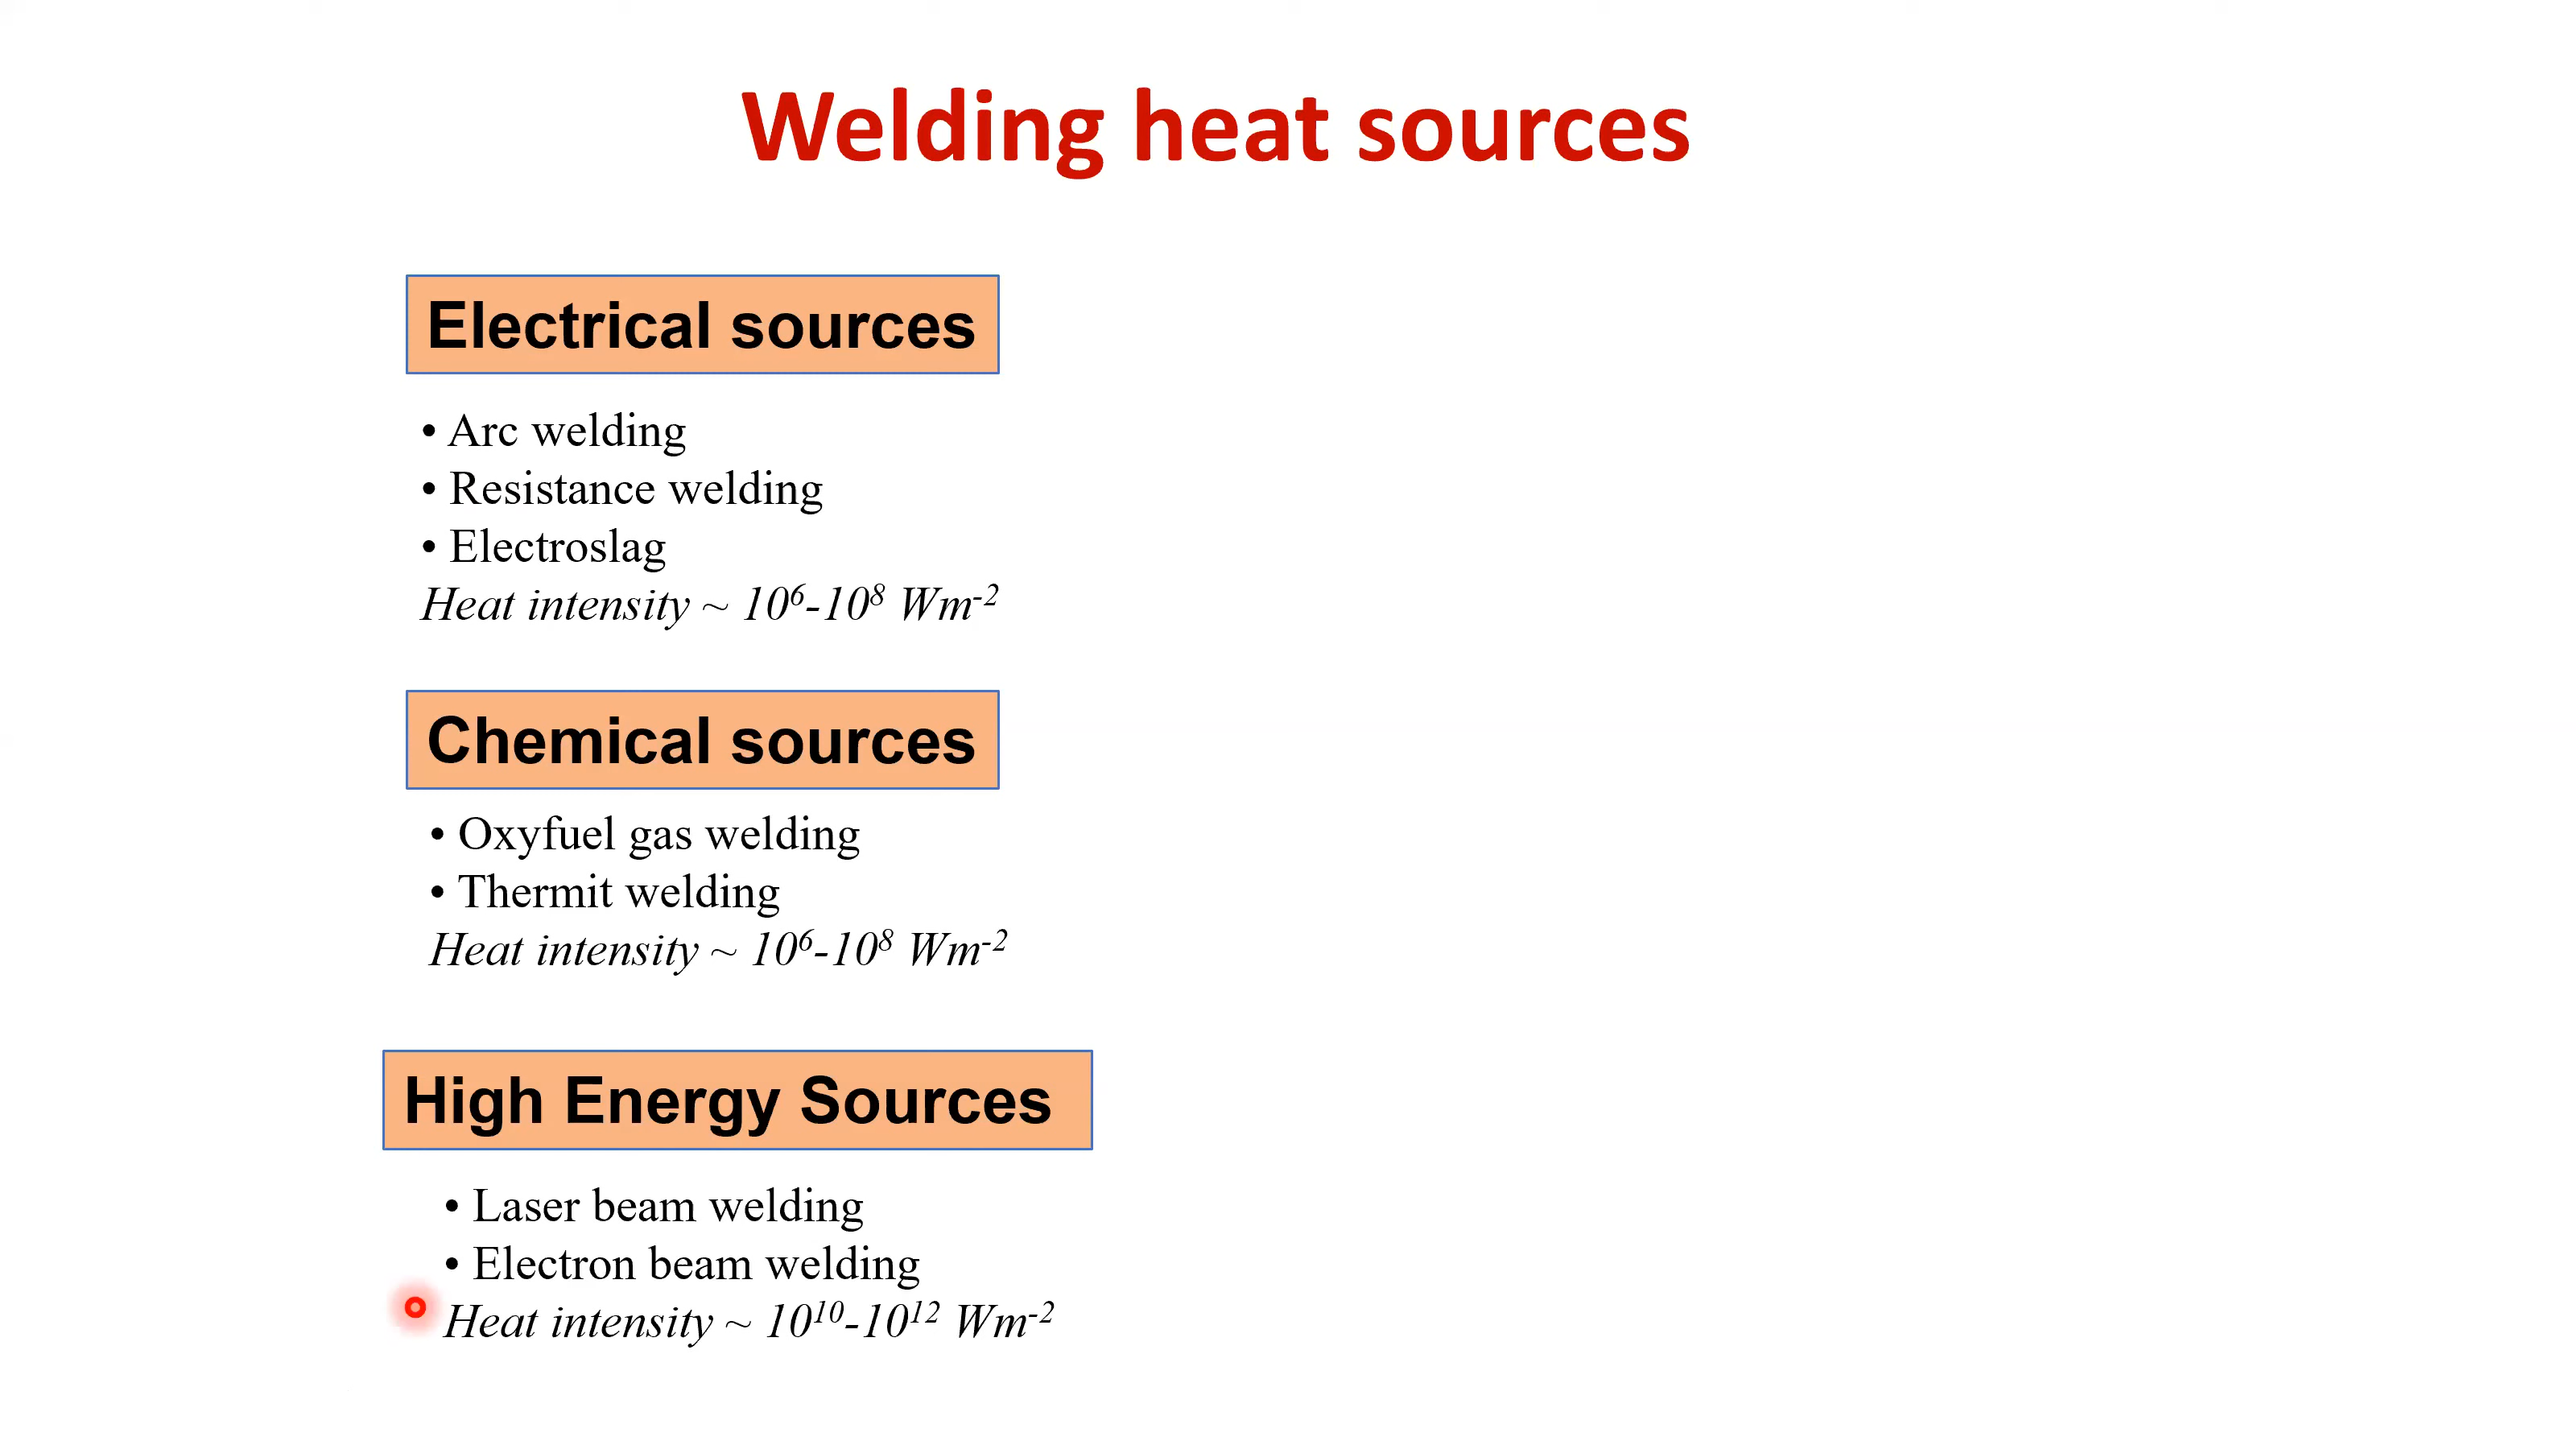 Welding heat sources
Electrical sources
• Arc welding
• Resistance welding
• Electroslag
Heat intensity ~ 10⁶-10⁸ Wm⁻²
Chemical sources
• Oxyfuel gas welding
• Thermit welding
Heat intensity ~ 10⁶-10⁸ Wm⁻²
High Energy Sources
• Laser beam welding
• Electron beam welding
Heat intensity ~ 10¹⁰-10¹² Wm⁻²